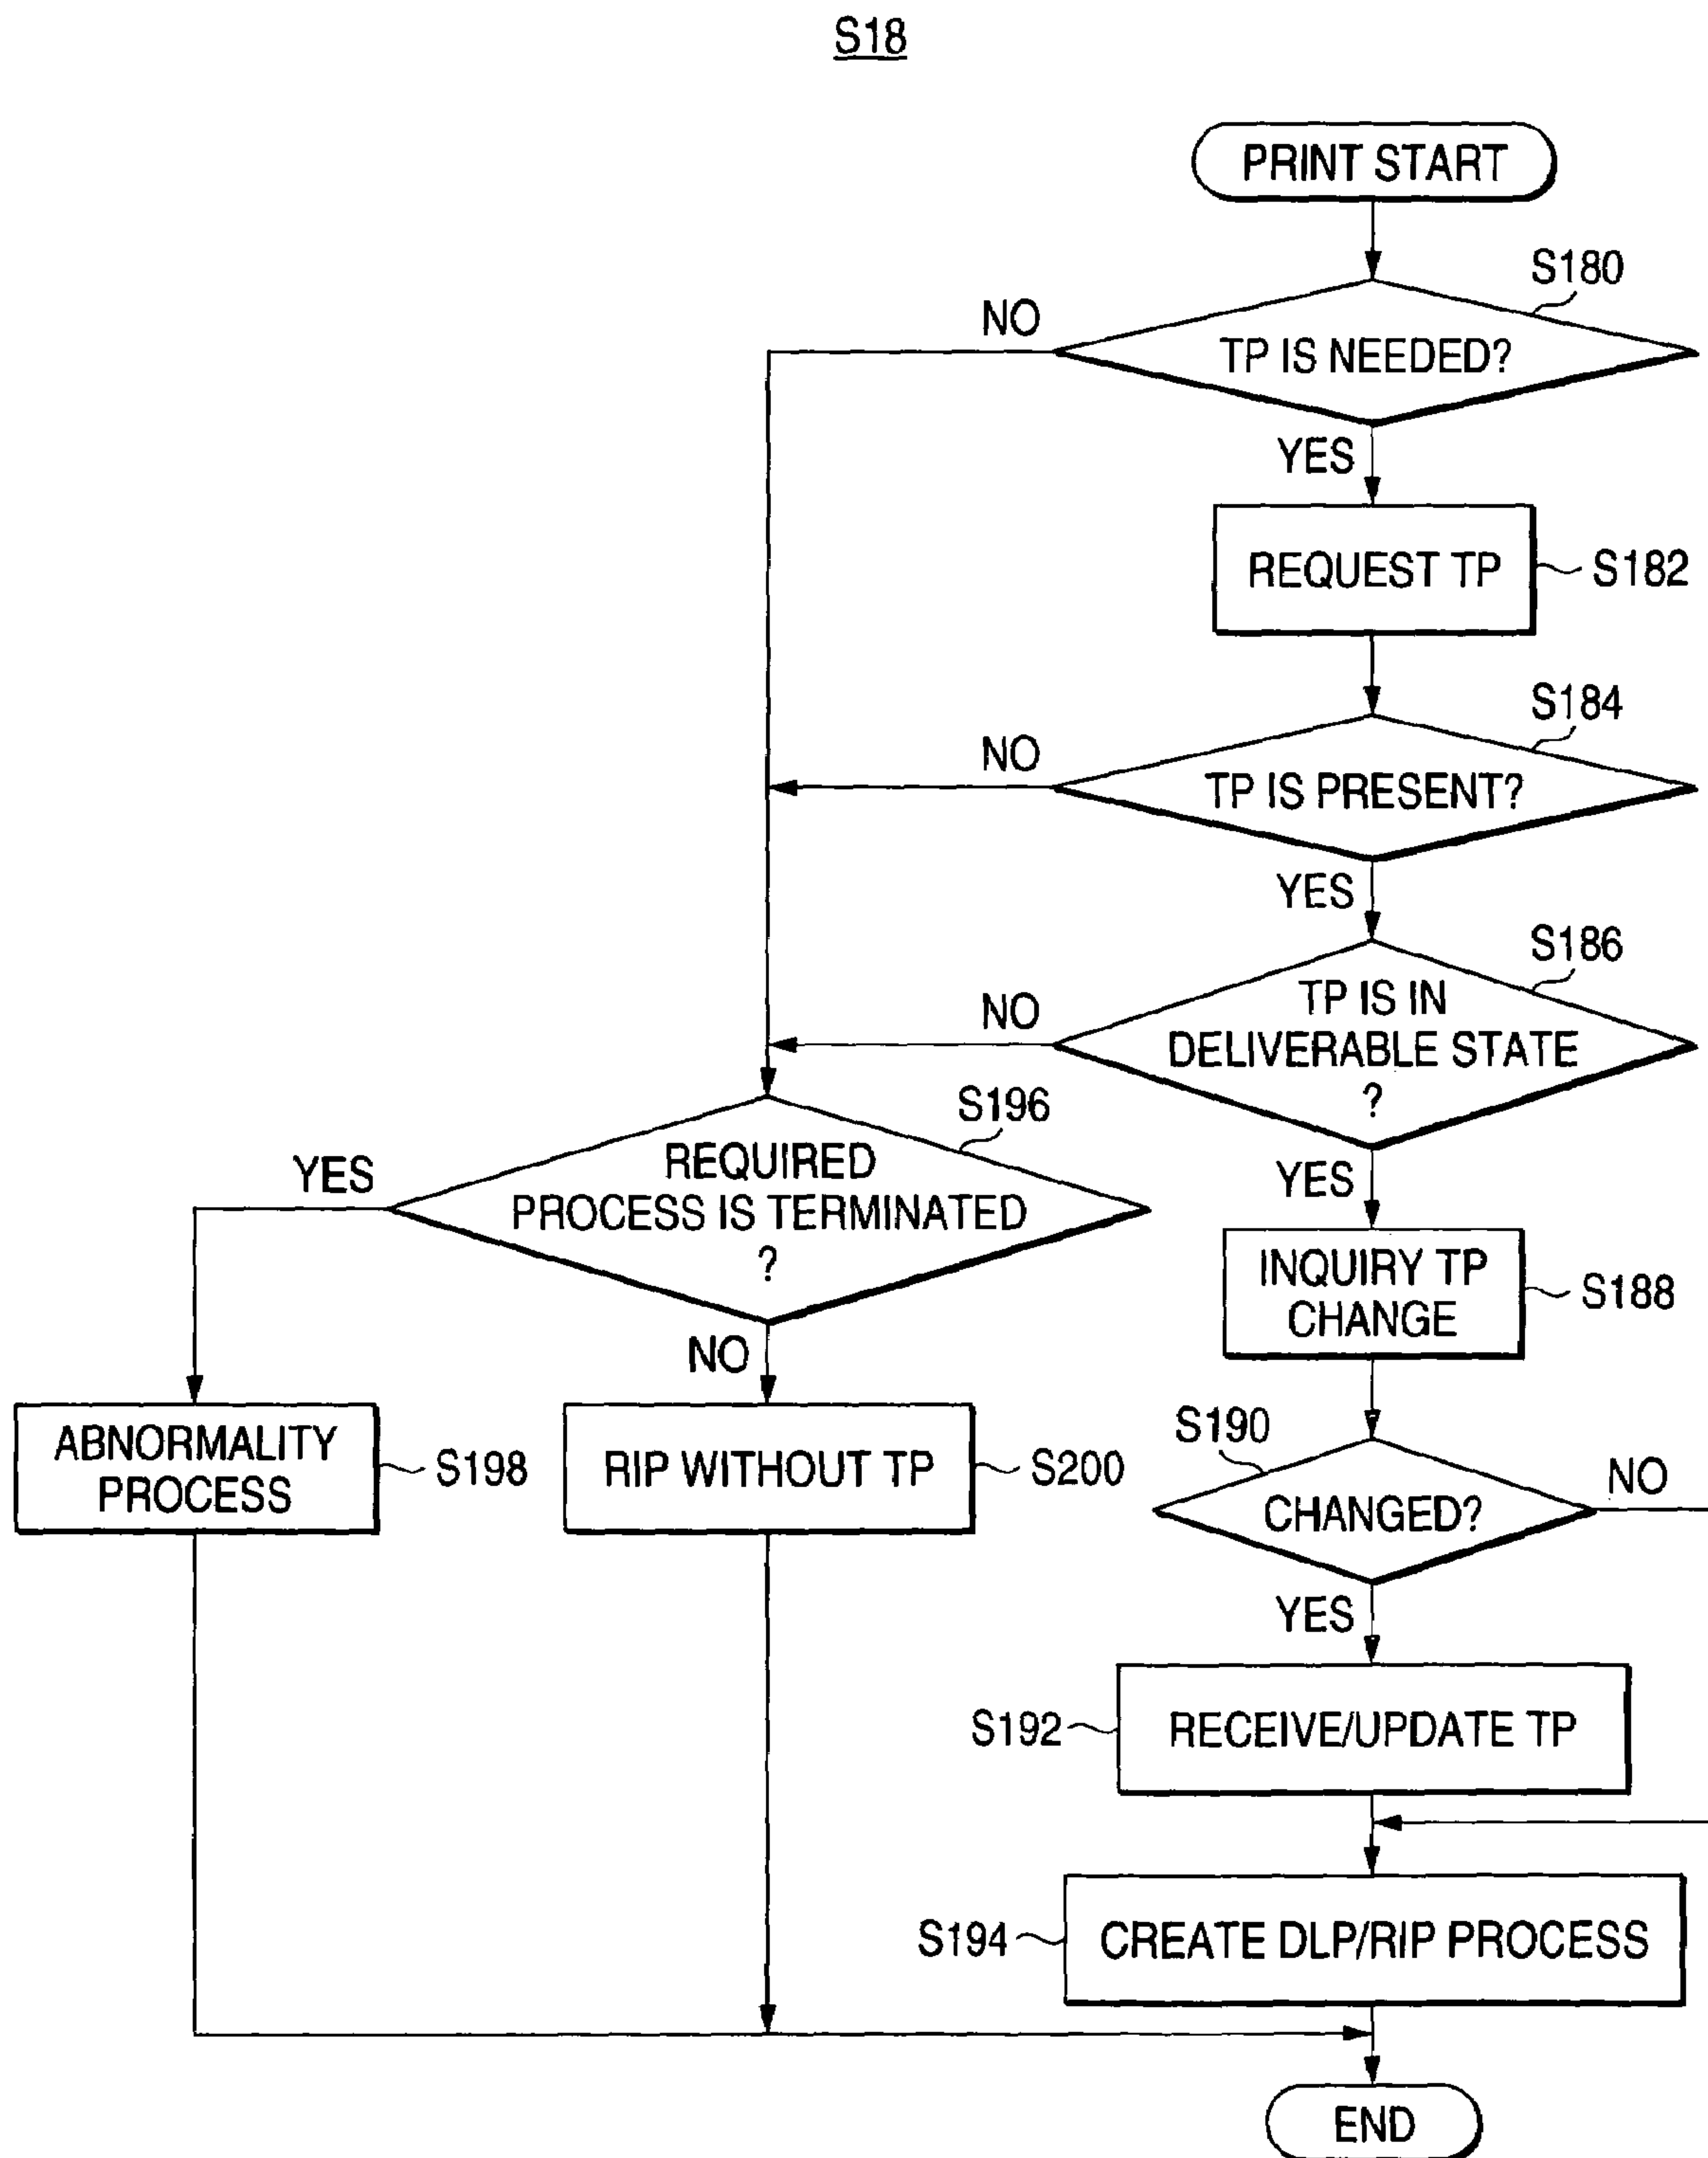 S18
PRINT START
S180
NO
TP IS NEEDED?
YES
REQUEST TP
S182
S184
NO
TP IS PRESENT?
YES
S186
NO
TP IS IN
DELIVERABLE STATE
?
S196
YES
REQUIRED
PROCESS IS TERMINATED
?
YES
INQUIRY TP
CHANGE
S188
NO
ABNORMALITY
PROCESS
S198
RIP WITHOUT TP
S200
S190
NO
CHANGED?
YES
S192
RECEIVE/UPDATE TP
S194
CREATE DLP/RIP PROCESS
END